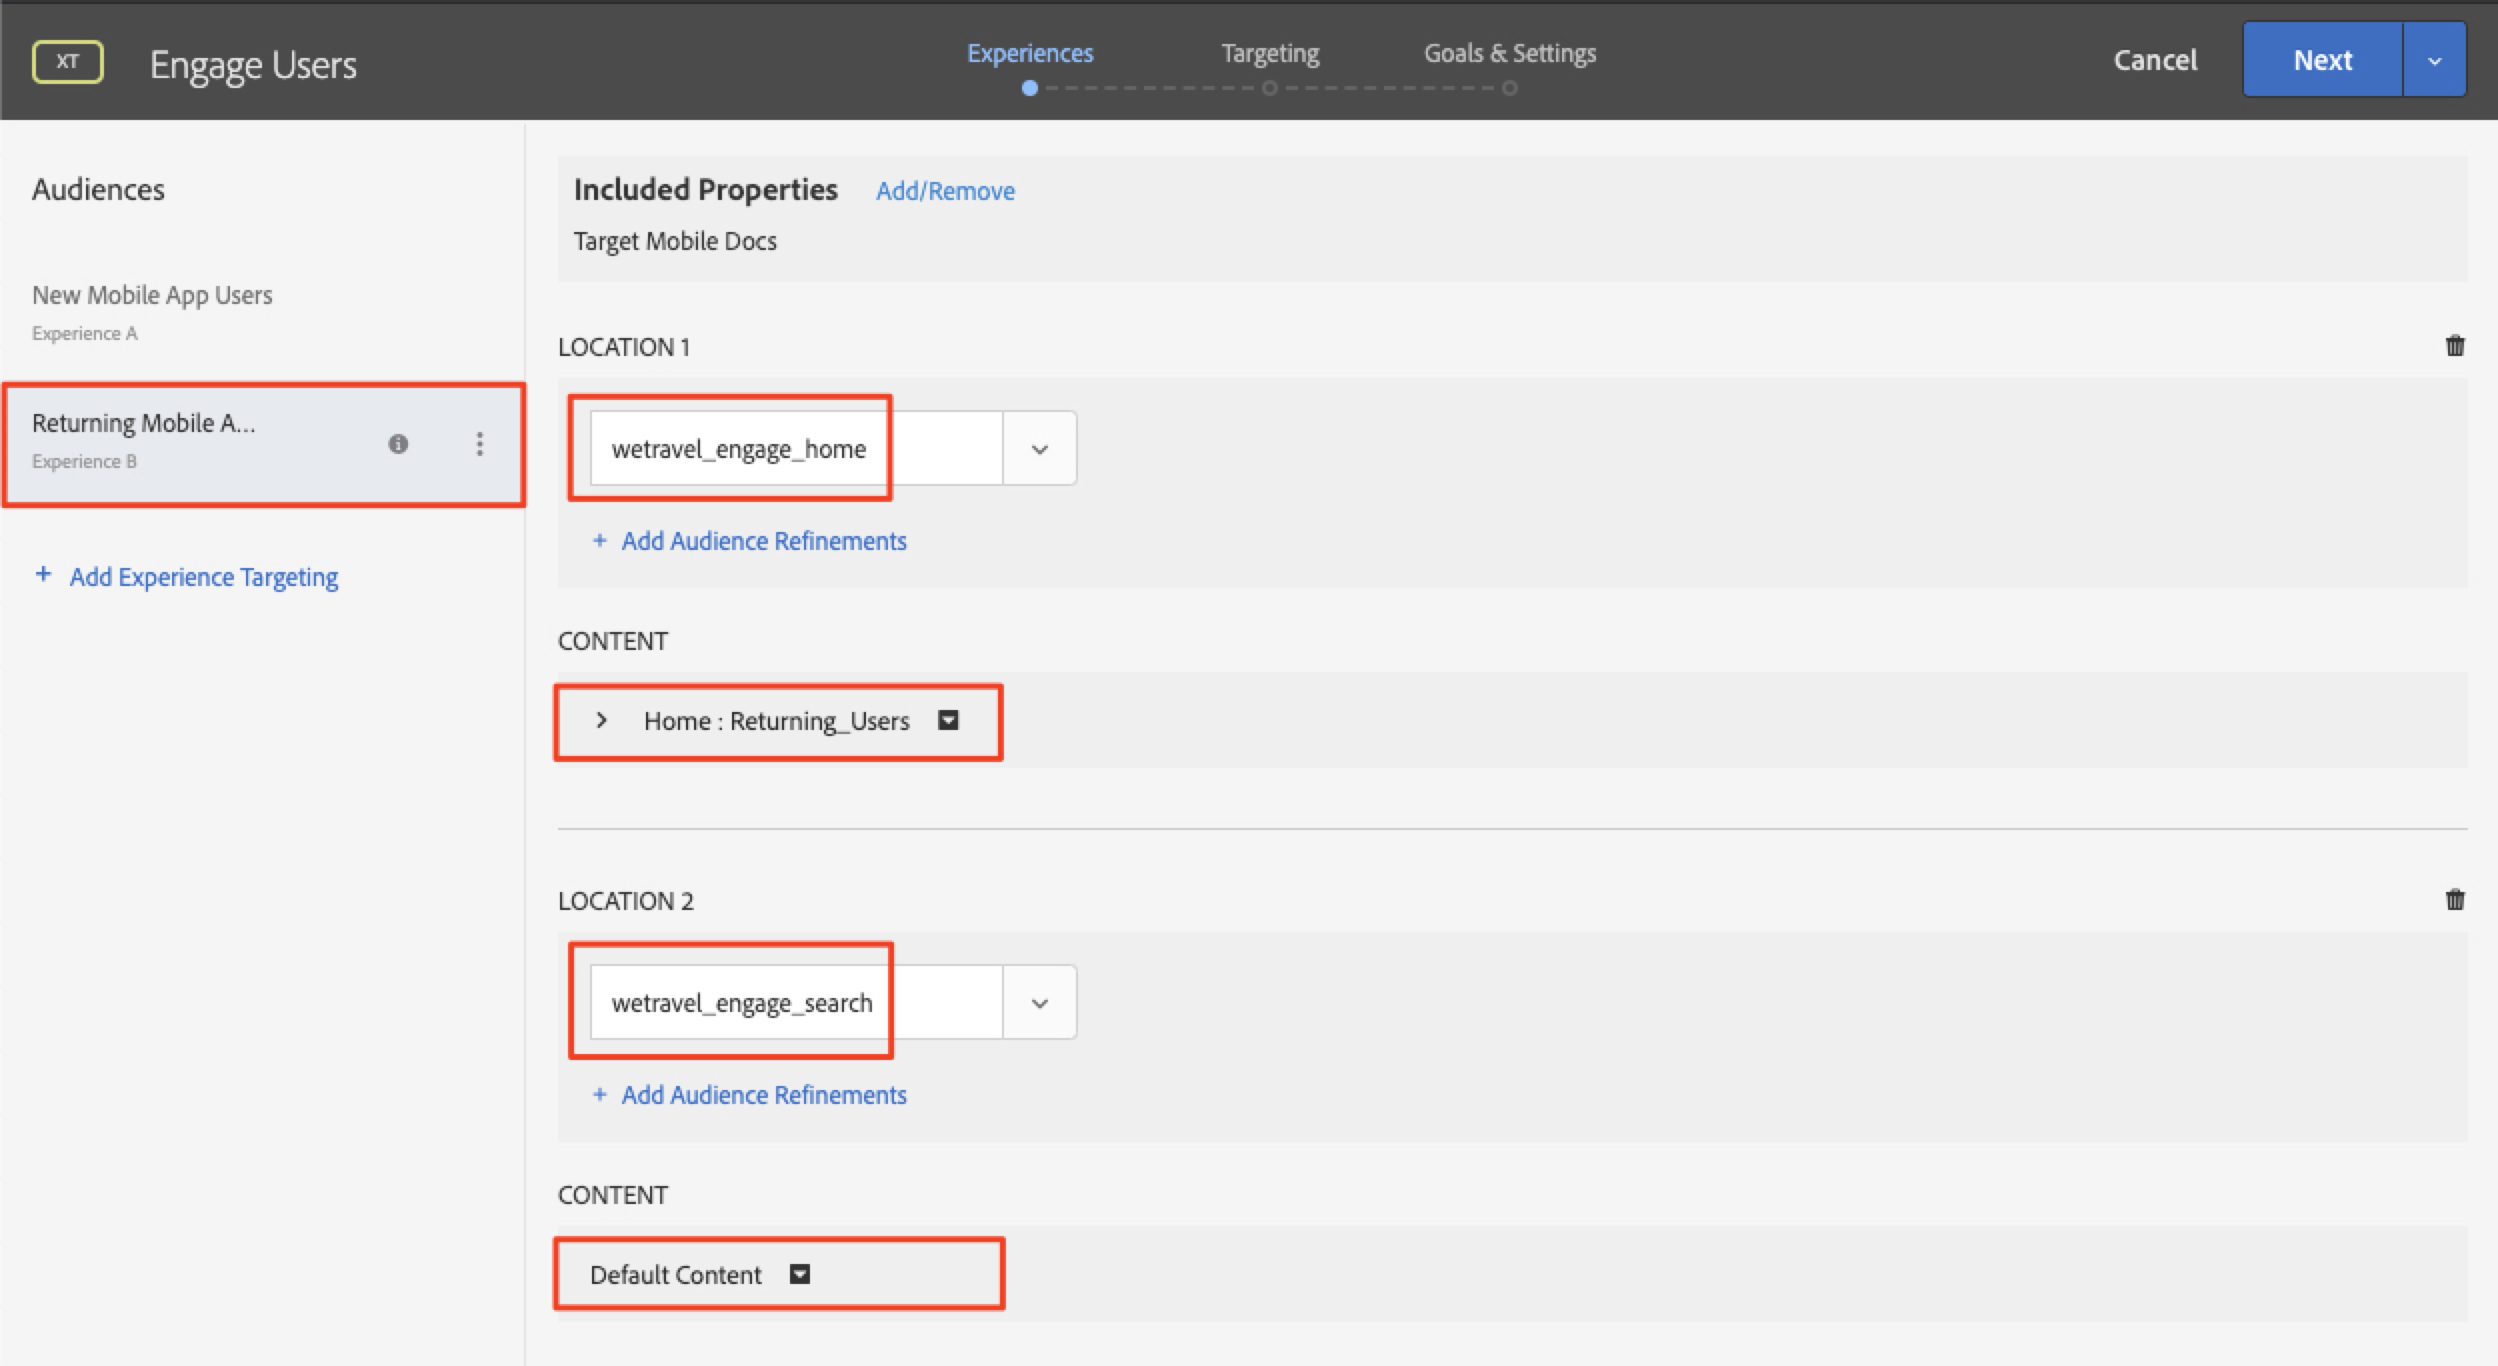 XT
Engage Users
Experiences
Targeting
Goals & Settings
Cancel
Next
Audiences
New Mobile App Users
Experience A
Returning Mobile A...
Experience B
+ Add Experience Targeting
Included Properties Add/Remove
Target Mobile Docs
LOCATION 1
wetravel_engage_home
+ Add Audience Refinements
CONTENT
Home : Returning_Users
LOCATION 2
wetravel_engage_search
+ Add Audience Refinements
CONTENT
Default Content